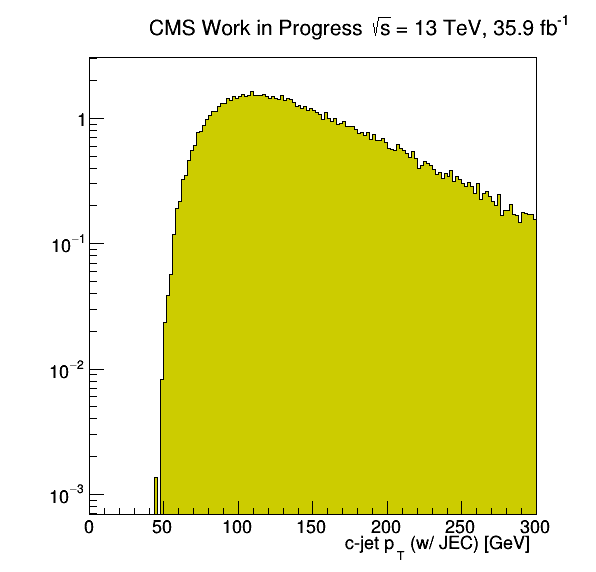 CMS Work in Progress √s = 13 TeV, 35.9 fb⁻¹
1
10⁻¹
10⁻²
10⁻³
0 50 100 150 200 250 300
c-jet p_T (w/ JEC) [GeV]